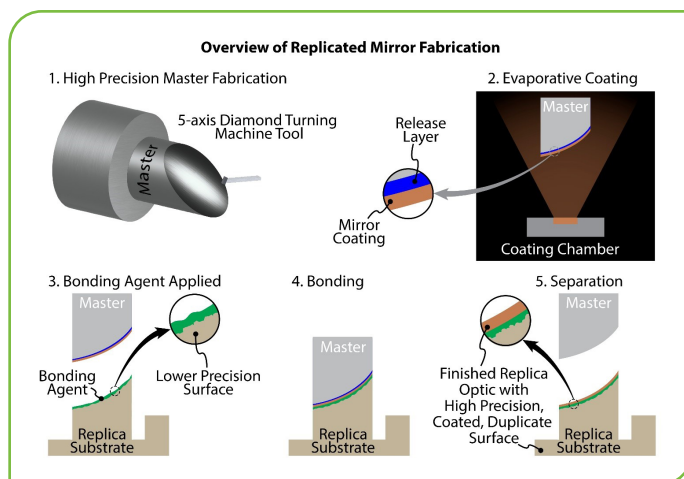 Overview of Replicated Mirror Fabrication
1. High Precision Master Fabrication
5-axis Diamond Turning
Machine Tool
Master
2. Evaporative Coating
Master
Release
Layer
Mirror
Coating
Coating Chamber
3. Bonding Agent Applied
Master
Bonding
Agent
Lower Precision
Surface
Replica
Substrate
4. Bonding
Master
Replica
Substrate
5. Separation
Master
Finished Replica
Optic with
High Precision,
Coated, Duplicate
Surface
Replica
Substrate